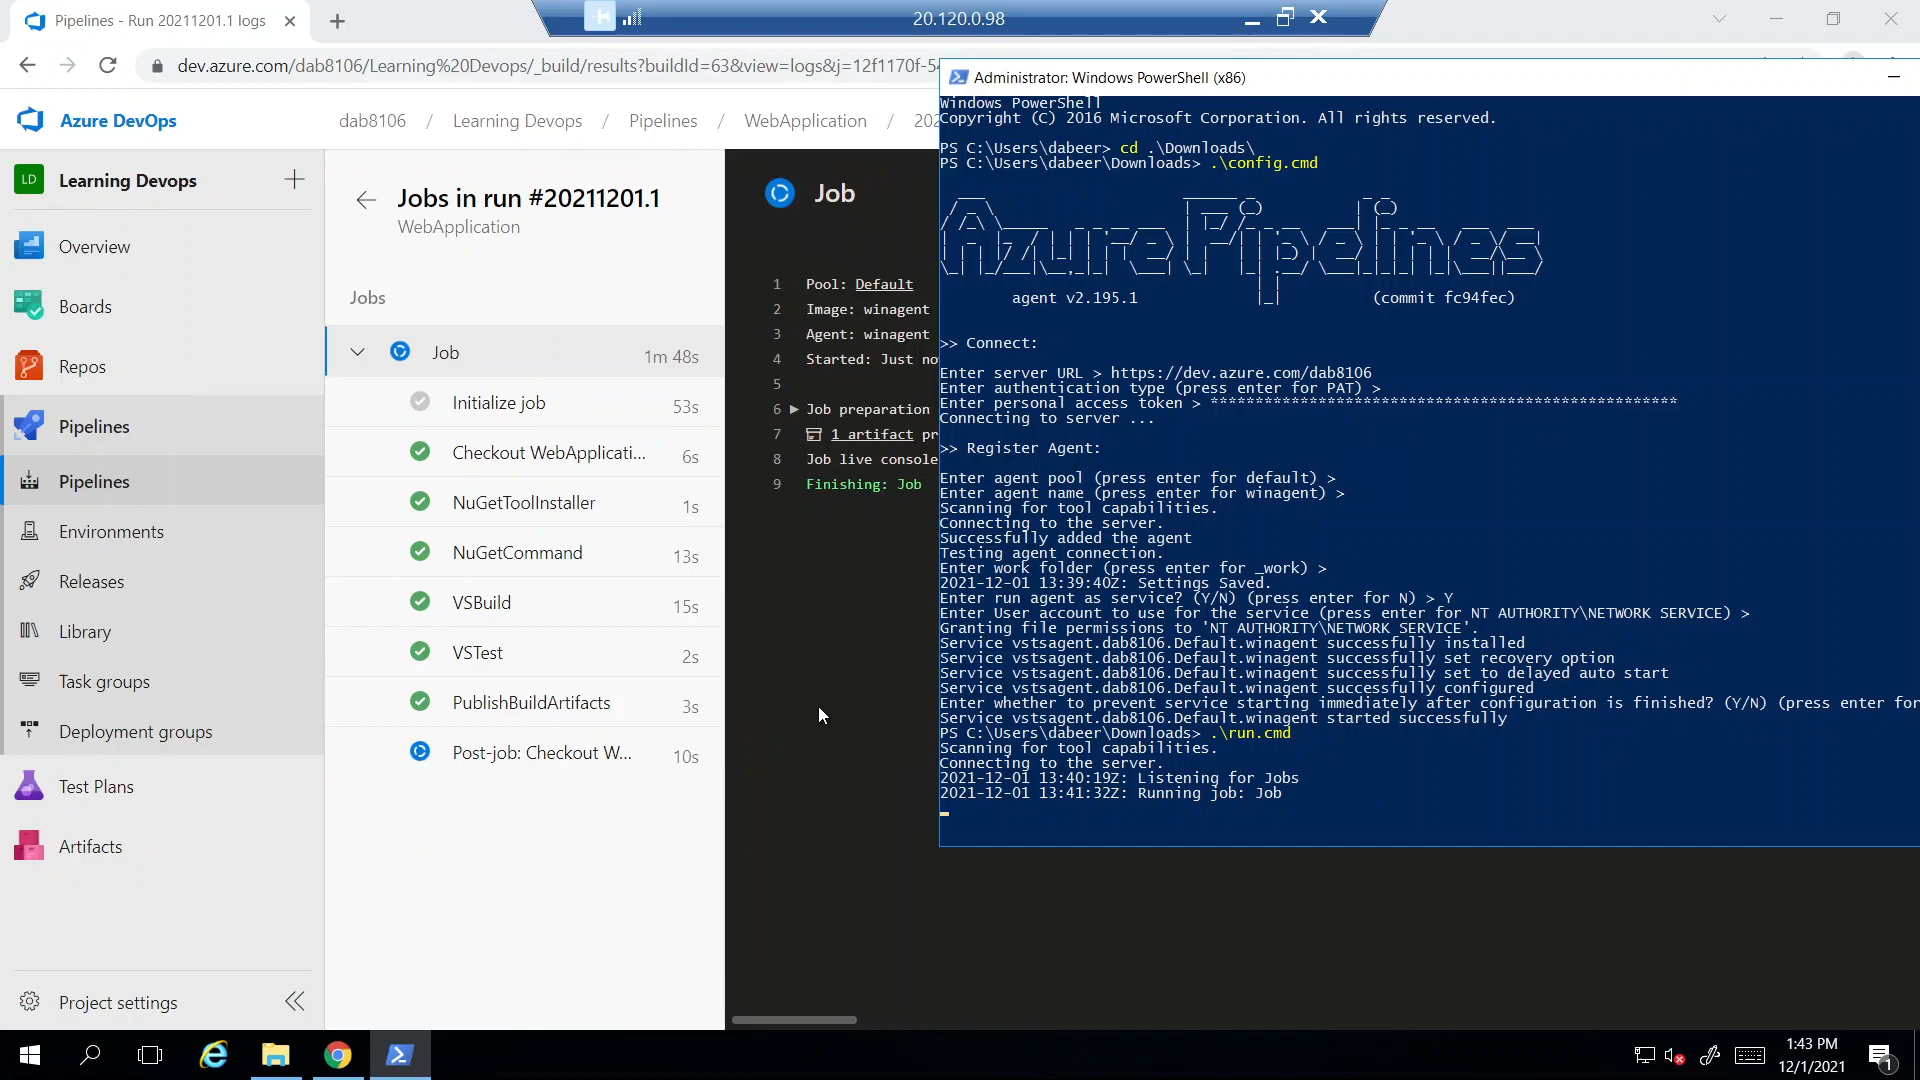 Pipelines - Run 20211201.1 logs
20.120.0.98
dev.azure.com/dab8106/Learning%20Devops/_build/results?buildId=63&view=logs&j=12f1170f-54
Azure DevOps
dab8106 / Learning Devops / Pipelines / WebApplication / 202
LD Learning Devops
Overview
Boards
Repos
Pipelines
Pipelines
Environments
Releases
Library
Task groups
Deployment groups
Test Plans
Artifacts
Project settings
Jobs in run #20211201.1
WebApplication
Jobs
Job 1m 48s
Initialize job 53s
Checkout WebApplicati... 6s
NuGetToolInstaller 1s
NuGetCommand 13s
VSBuild 15s
VSTest 2s
PublishBuildArtifacts 3s
Post-job: Checkout W... 10s
Job
1 Pool: Default
2 Image: winagent
3 Agent: winagent
4 Started: Just no
5
6 Job preparation
7 1 artifact pr
8 Job live console
9 Finishing: Job
Administrator: Windows PowerShell (x86)
Windows PowerShell
Copyright (C) 2016 Microsoft Corporation. All rights reserved.
PS C:\Users\dabeer> cd .\Downloads\
PS C:\Users\dabeer\Downloads> .\config.cmd
Azure Pipelines
agent v2.195.1 (commit fc94fec)
>> Connect:
Enter server URL > https://dev.azure.com/dab8106
Enter authentication type (press enter for PAT) >
Enter personal access token > ****************************************************
Connecting to server ...
>> Register Agent:
Enter agent pool (press enter for default) >
Enter agent name (press enter for winagent) >
Scanning for tool capabilities.
Connecting to the server.
Successfully added the agent
Testing agent connection.
Enter work folder (press enter for _work) >
2021-12-01 13:39:40Z: Settings Saved.
Enter run agent as service? (Y/N) (press enter for N) > Y
Enter User account to use for the service (press enter for NT AUTHORITY\NETWORK SERVICE) >
Granting file permissions to 'NT AUTHORITY\NETWORK SERVICE'.
Service vstsagent.dab8106.Default.winagent successfully installed
Service vstsagent.dab8106.Default.winagent successfully set recovery option
Service vstsagent.dab8106.Default.winagent successfully set to delayed auto start
Service vstsagent.dab8106.Default.winagent successfully configured
Enter whether to prevent service starting immediately after configuration is finished? (Y/N) (press enter for
Service vstsagent.dab8106.Default.winagent started successfully
PS C:\Users\dabeer\Downloads> .\run.cmd
Scanning for tool capabilities.
Connecting to the server.
2021-12-01 13:40:19Z: Listening for Jobs
2021-12-01 13:41:32Z: Running job: Job
1:43 PM
12/1/2021
1